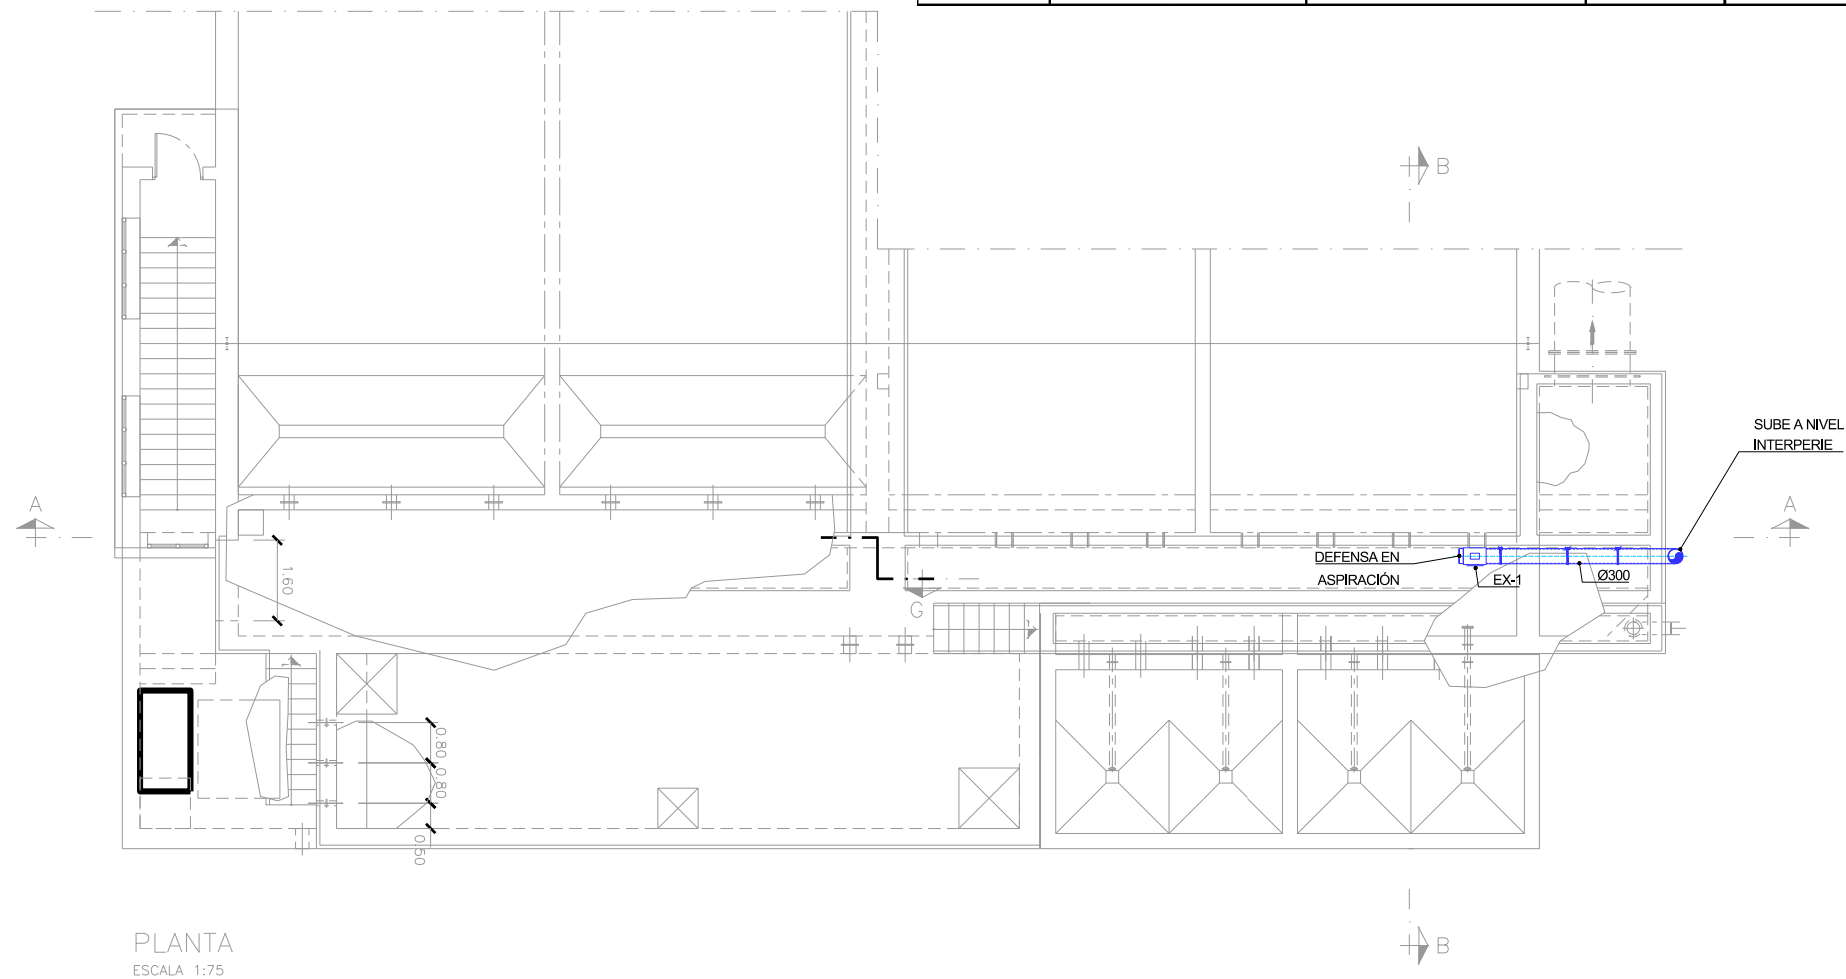 B
SUBE A NIVEL
INTERPERIE
A
A
DEFENSA EN
ASPIRACIÓN
EX-1
Ø300
1.60
G
0.80
0.80
0.50
PLANTA
ESCALA 1:75
B